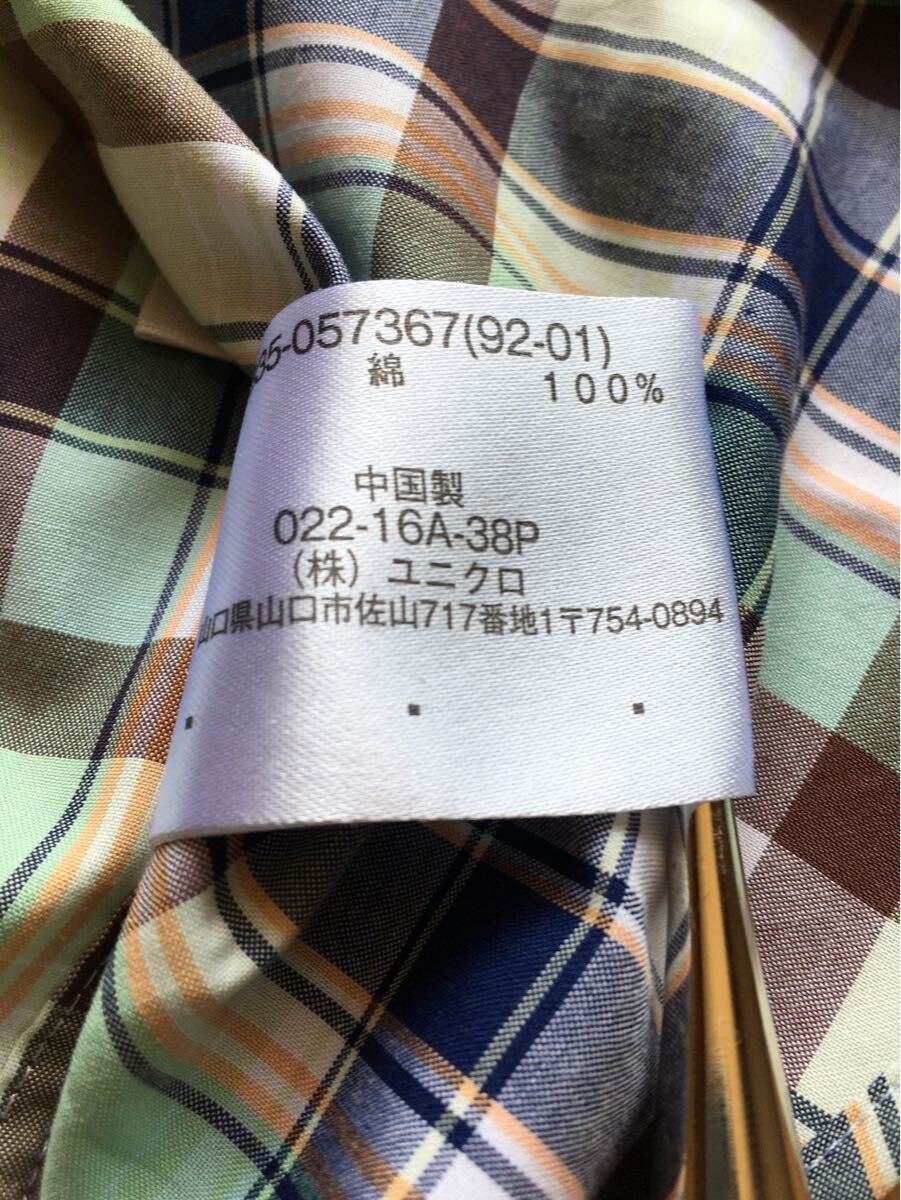 35-057367(92-01)
綿 100%
中国製
022-16A-38P
(株) ユニクロ
山口県山口市佐山717番地1〒754-0894